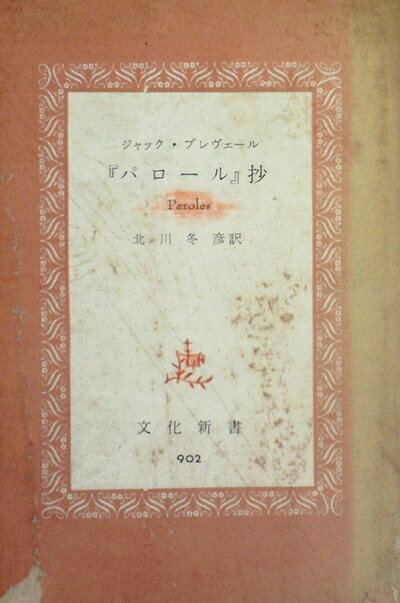 ジャック・プレヴェール
『パロール』抄
Paroles
北川冬彦訳
文化新書
902